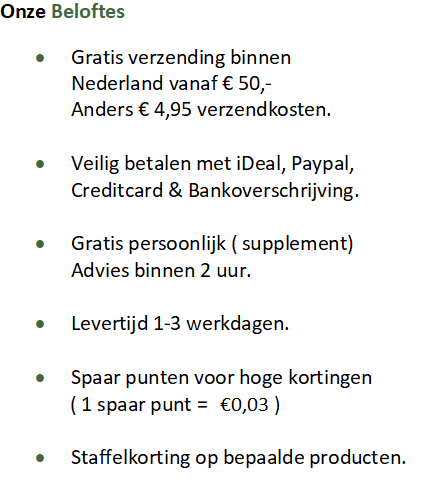 Onze Beloftes
• Gratis verzending binnen
Nederland vanaf € 50,-
Anders € 4,95 verzendkosten.
• Veilig betalen met iDeal, Paypal,
Creditcard & Bankoverschrijving.
• Gratis persoonlijk ( supplement)
Advies binnen 2 uur.
• Levertijd 1-3 werkdagen.
• Spaar punten voor hoge kortingen
( 1 spaar punt = €0,03 )
• Staffelkorting op bepaalde producten.